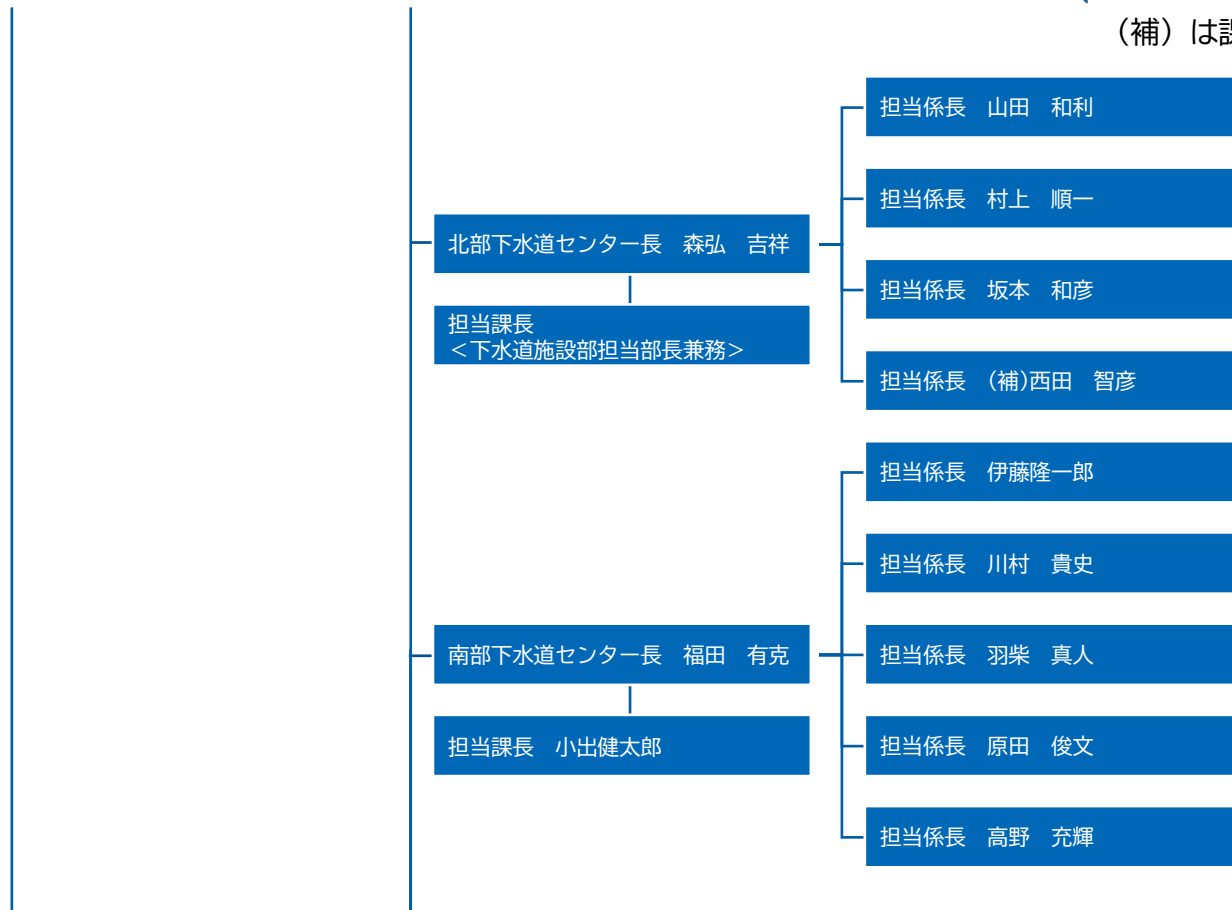 （補）は
担当係長　山田　和利
担当係長　村上　順一
北部下水道センター長　森弘　吉祥
担当係長　坂本　和彦
担当課長
＜下水道施設部担当部長兼務＞
担当係長　(補)西田　智彦
担当係長　伊藤隆一郎
担当係長　川村　貴史
南部下水道センター長　福田　有克
担当係長　羽柴　真人
担当課長　小出健太郎
担当係長　原田　俊文
担当係長　高野　充輝